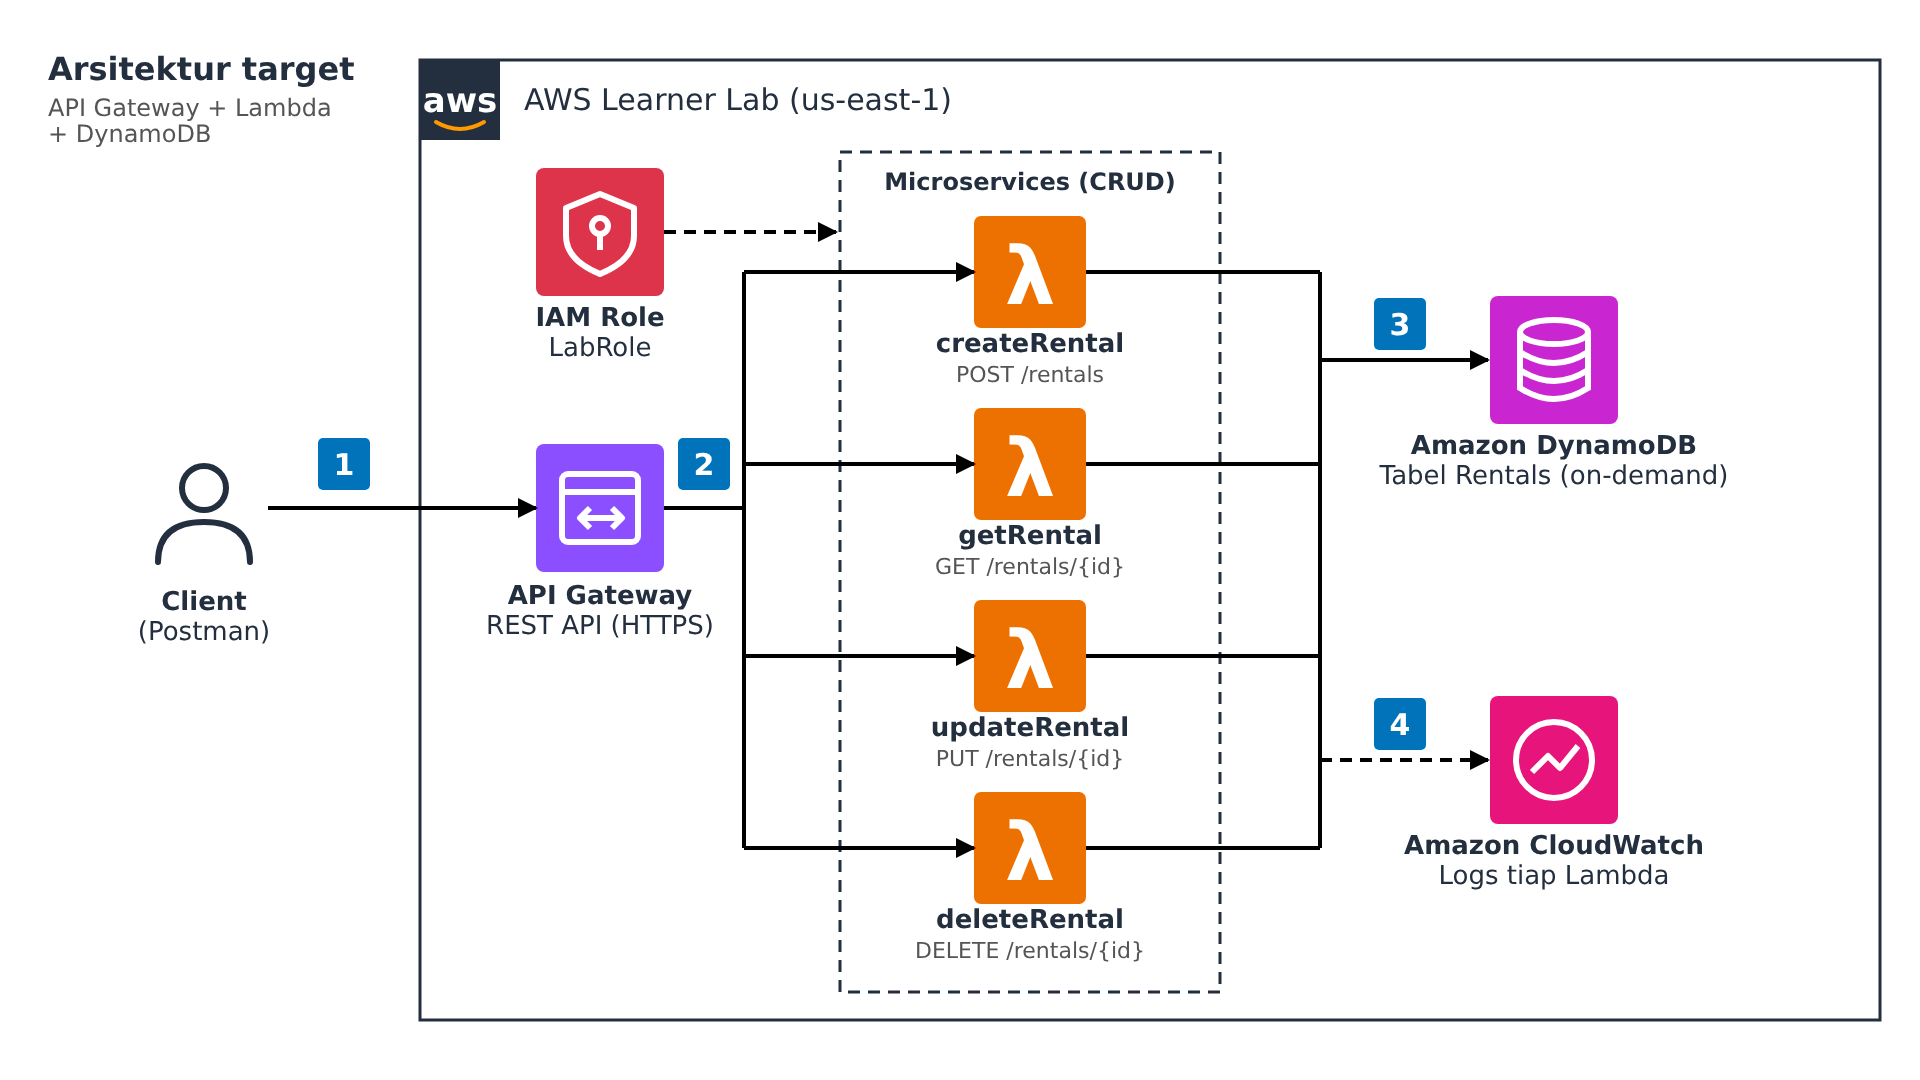 Arsitektur target
API Gateway + Lambda
+ DynamoDB
aws
AWS Learner Lab (us-east-1)
IAM Role
LabRole
Microservices (CRUD)
λ
createRental
POST /rentals
λ
getRental
GET /rentals/{id}
λ
updateRental
PUT /rentals/{id}
λ
deleteRental
DELETE /rentals/{id}
1
Client
(Postman)
2
API Gateway
REST API (HTTPS)
3
Amazon DynamoDB
Tabel Rentals (on-demand)
4
Amazon CloudWatch
Logs tiap Lambda